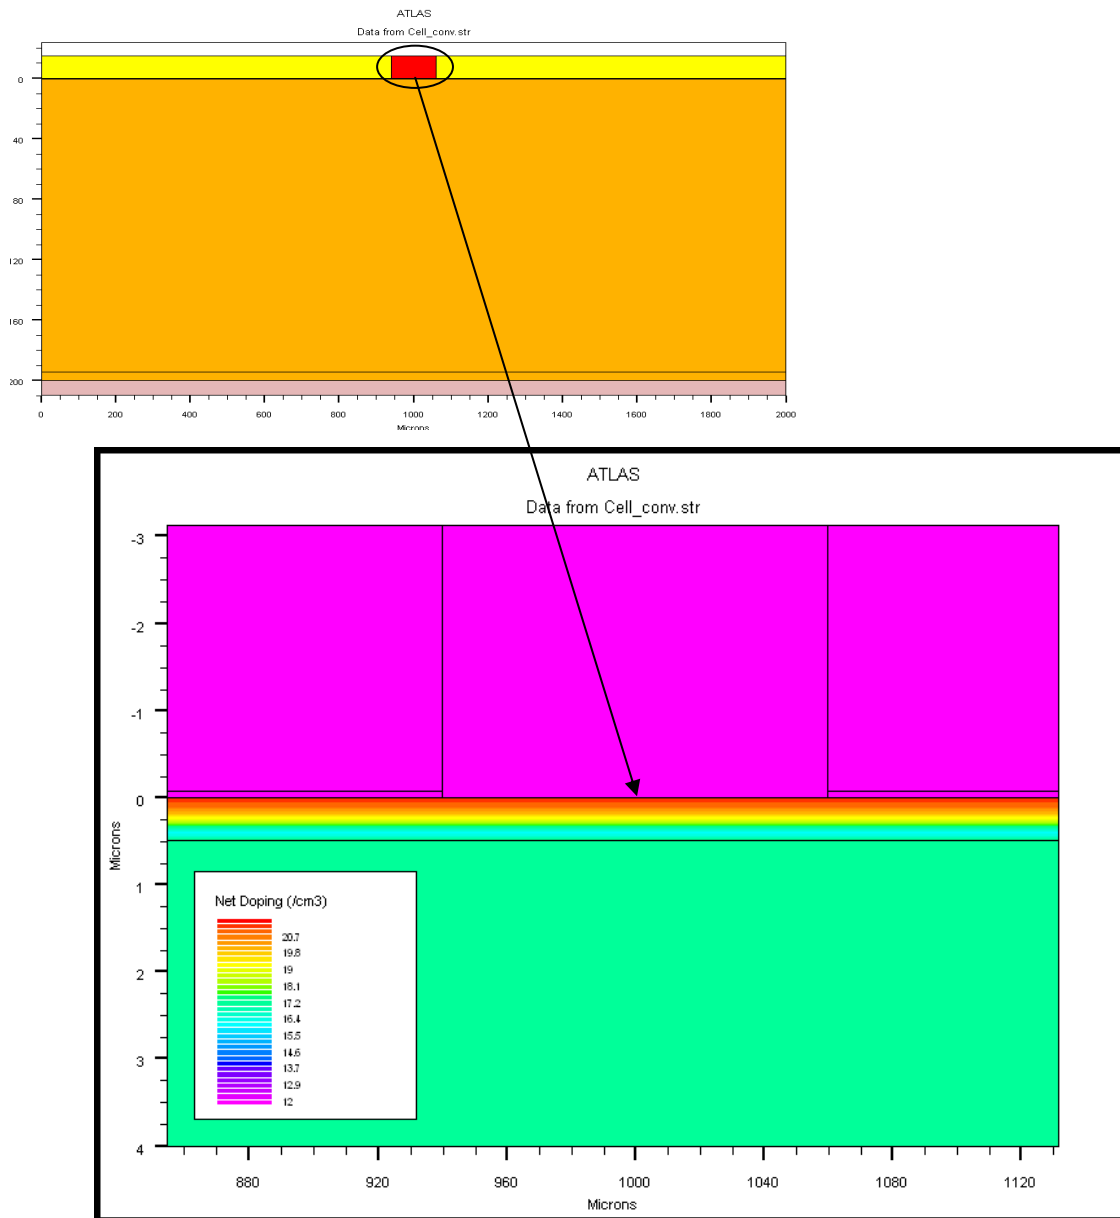 ATLAS
Data from Cell_conv.str
0
40
80
120
160
200
0 200 400 600 800 1000 1200 1400 1600 1800 2000
Microns
ATLAS
Data from Cell_conv.str
-3
-2
-1
0
1
2
3
4
Microns
Net Doping (/cm3)
20.7
19.8
19
18.1
17.2
16.4
15.5
14.6
13.7
12.9
12
880 920 960 1000 1040 1080 1120
Microns